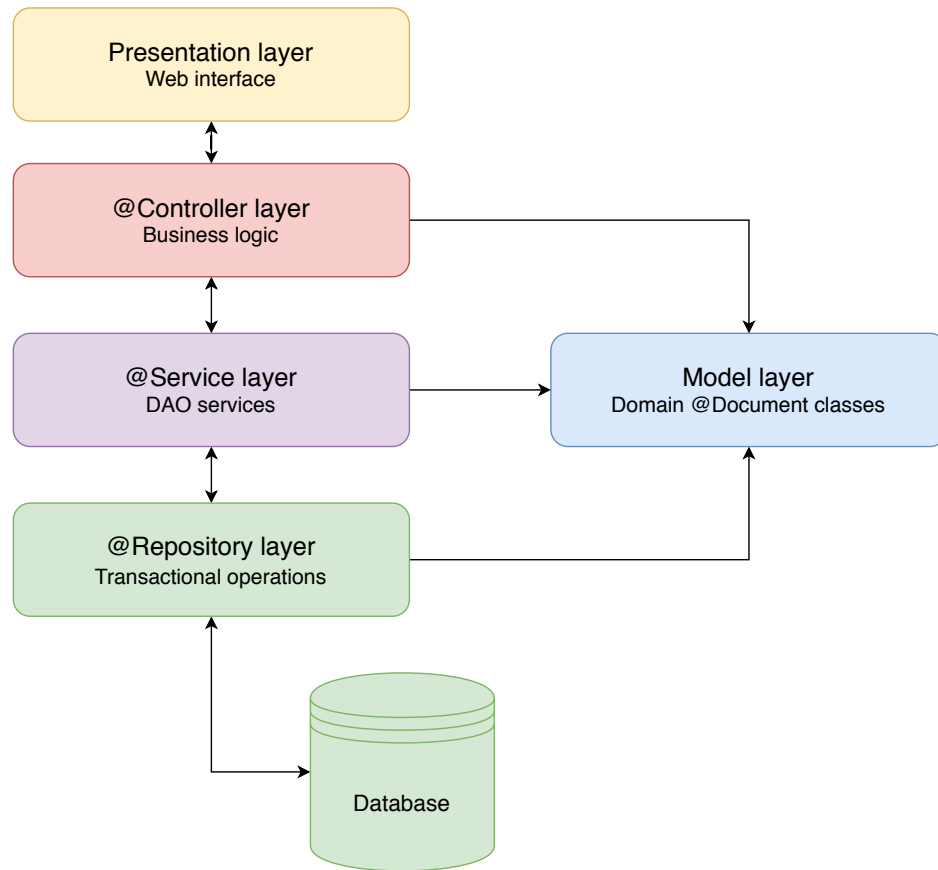 Presentation layer
Web interface
@Controller layer
Business logic
@Service layer
DAO services
Model layer
Domain @Document classes
@Repository layer
Transactional operations
Database